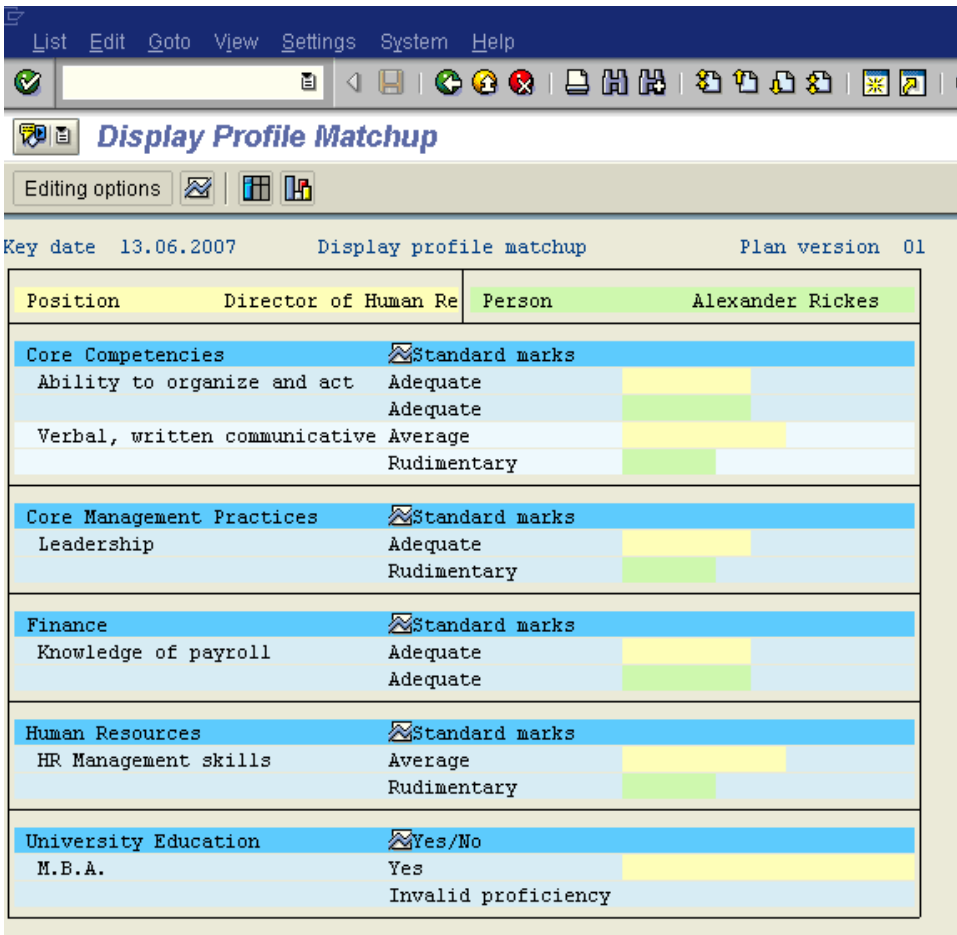 List Edit Goto View Settings System Help
Display Profile Matchup
Editing options
Key date 13.06.2007 Display profile matchup Plan version 01
Position Director of Human Re Person Alexander Rickes
Core Competencies Standard marks
Ability to organize and act Adequate
Adequate
Verbal, written communicative Average
Rudimentary
Core Management Practices Standard marks
Leadership Adequate
Rudimentary
Finance Standard marks
Knowledge of payroll Adequate
Adequate
Human Resources Standard marks
HR Management skills Average
Rudimentary
University Education Yes/No
M.B.A. Yes
Invalid proficiency